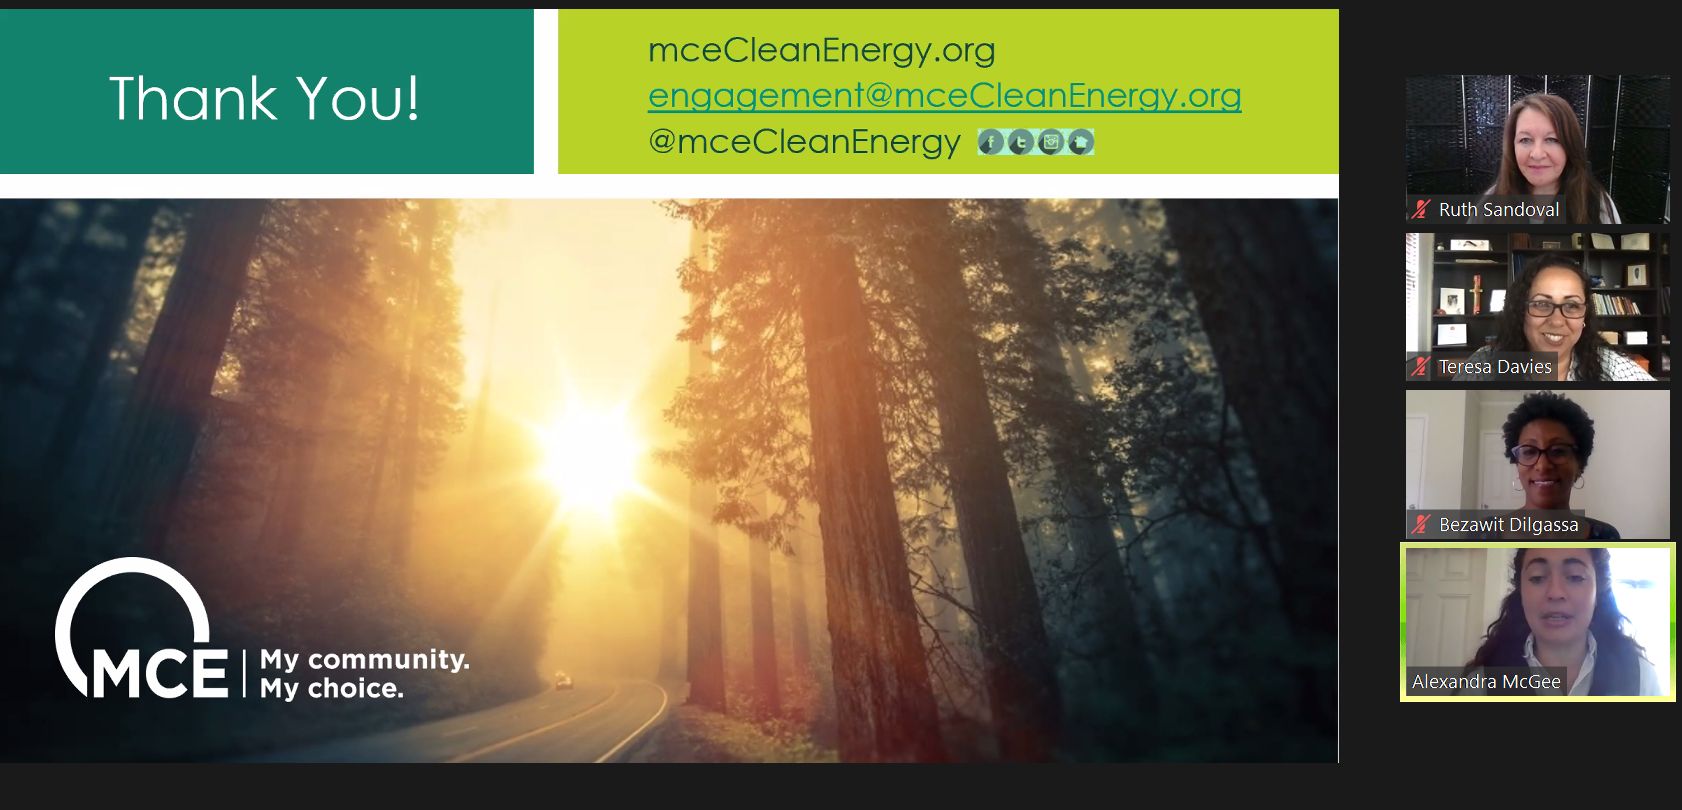 Thank You!
mceCleanEnergy.org
engagement@mceCleanEnergy.org
@mceCleanEnergy
MCE
My community.
My choice.
Ruth Sandoval
Teresa Davies
Bezawit Dilgassa
Alexandra McGee